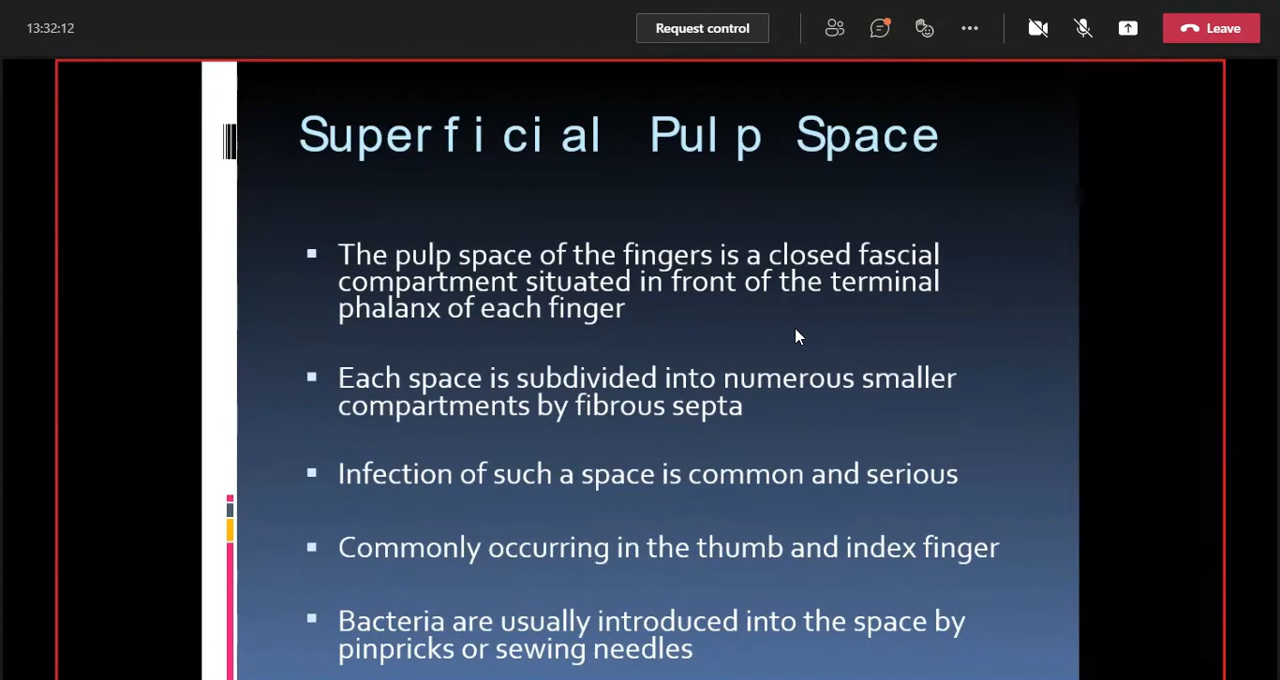 13:32:12
Request control
Leave
Superficial Pulp Space
The pulp space of the fingers is a closed fascial
compartment situated in front of the terminal
phalanx of each finger
Each space is subdivided into numerous smaller
compartments by fibrous septa
Infection of such a space is common and serious
Commonly occurring in the thumb and index finger
Bacteria are usually introduced into the space by
pinpricks or sewing needles